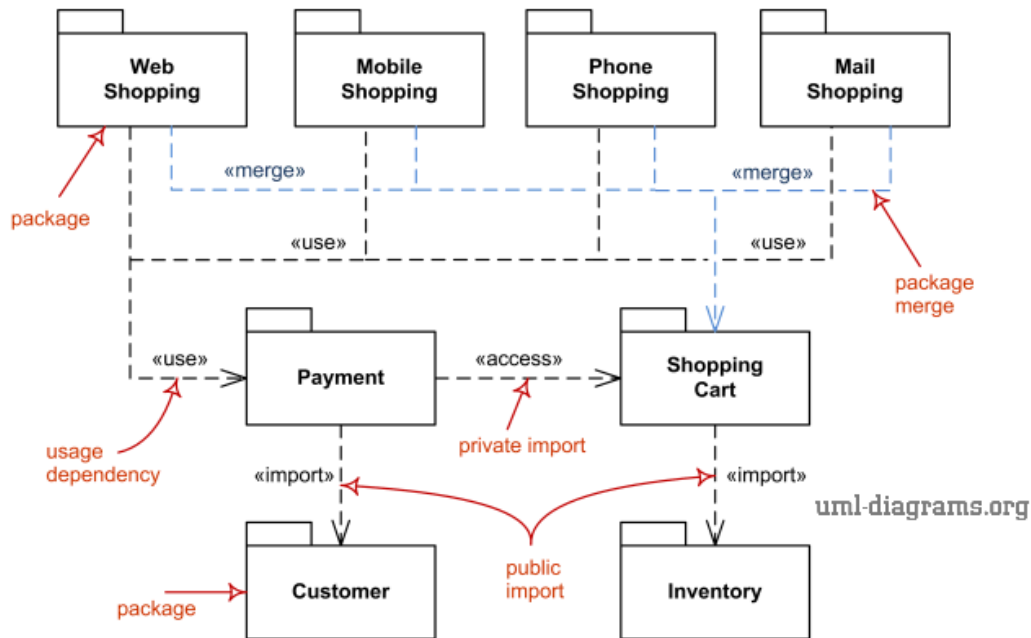 Web
Shopping
Mobile
Shopping
Phone
Shopping
Mail
Shopping
«merge»
«merge»
package
«use»
«use»
package
merge
«use»
Payment
«access»
Shopping
Cart
usage
dependency
private import
«import»
«import»
uml-diagrams.org
public
import
package
Customer
Inventory